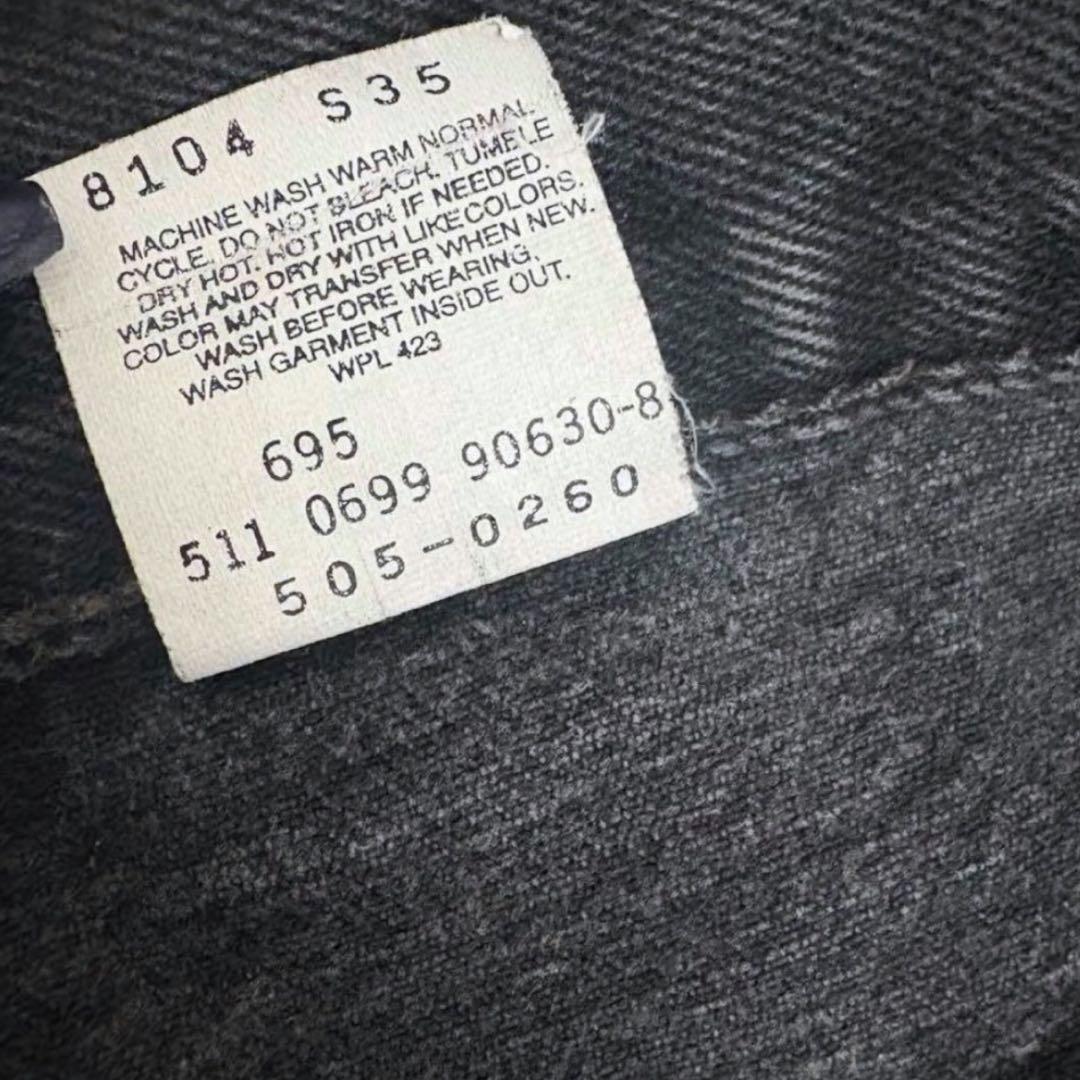 8104 S35
MACHINE WASH WARM NORMAL
CYCLE. DO NOT BLEACH. TUMBLE
DRY HOT. HOT IRON IF NEEDED.
WASH AND DRY WITH LIKE COLORS.
COLOR MAY TRANSFER WHEN NEW.
WASH BEFORE WEARING.
WASH GARMENT INSIDE OUT.
WPL 423
695
511 0699 90630-8
505-0260